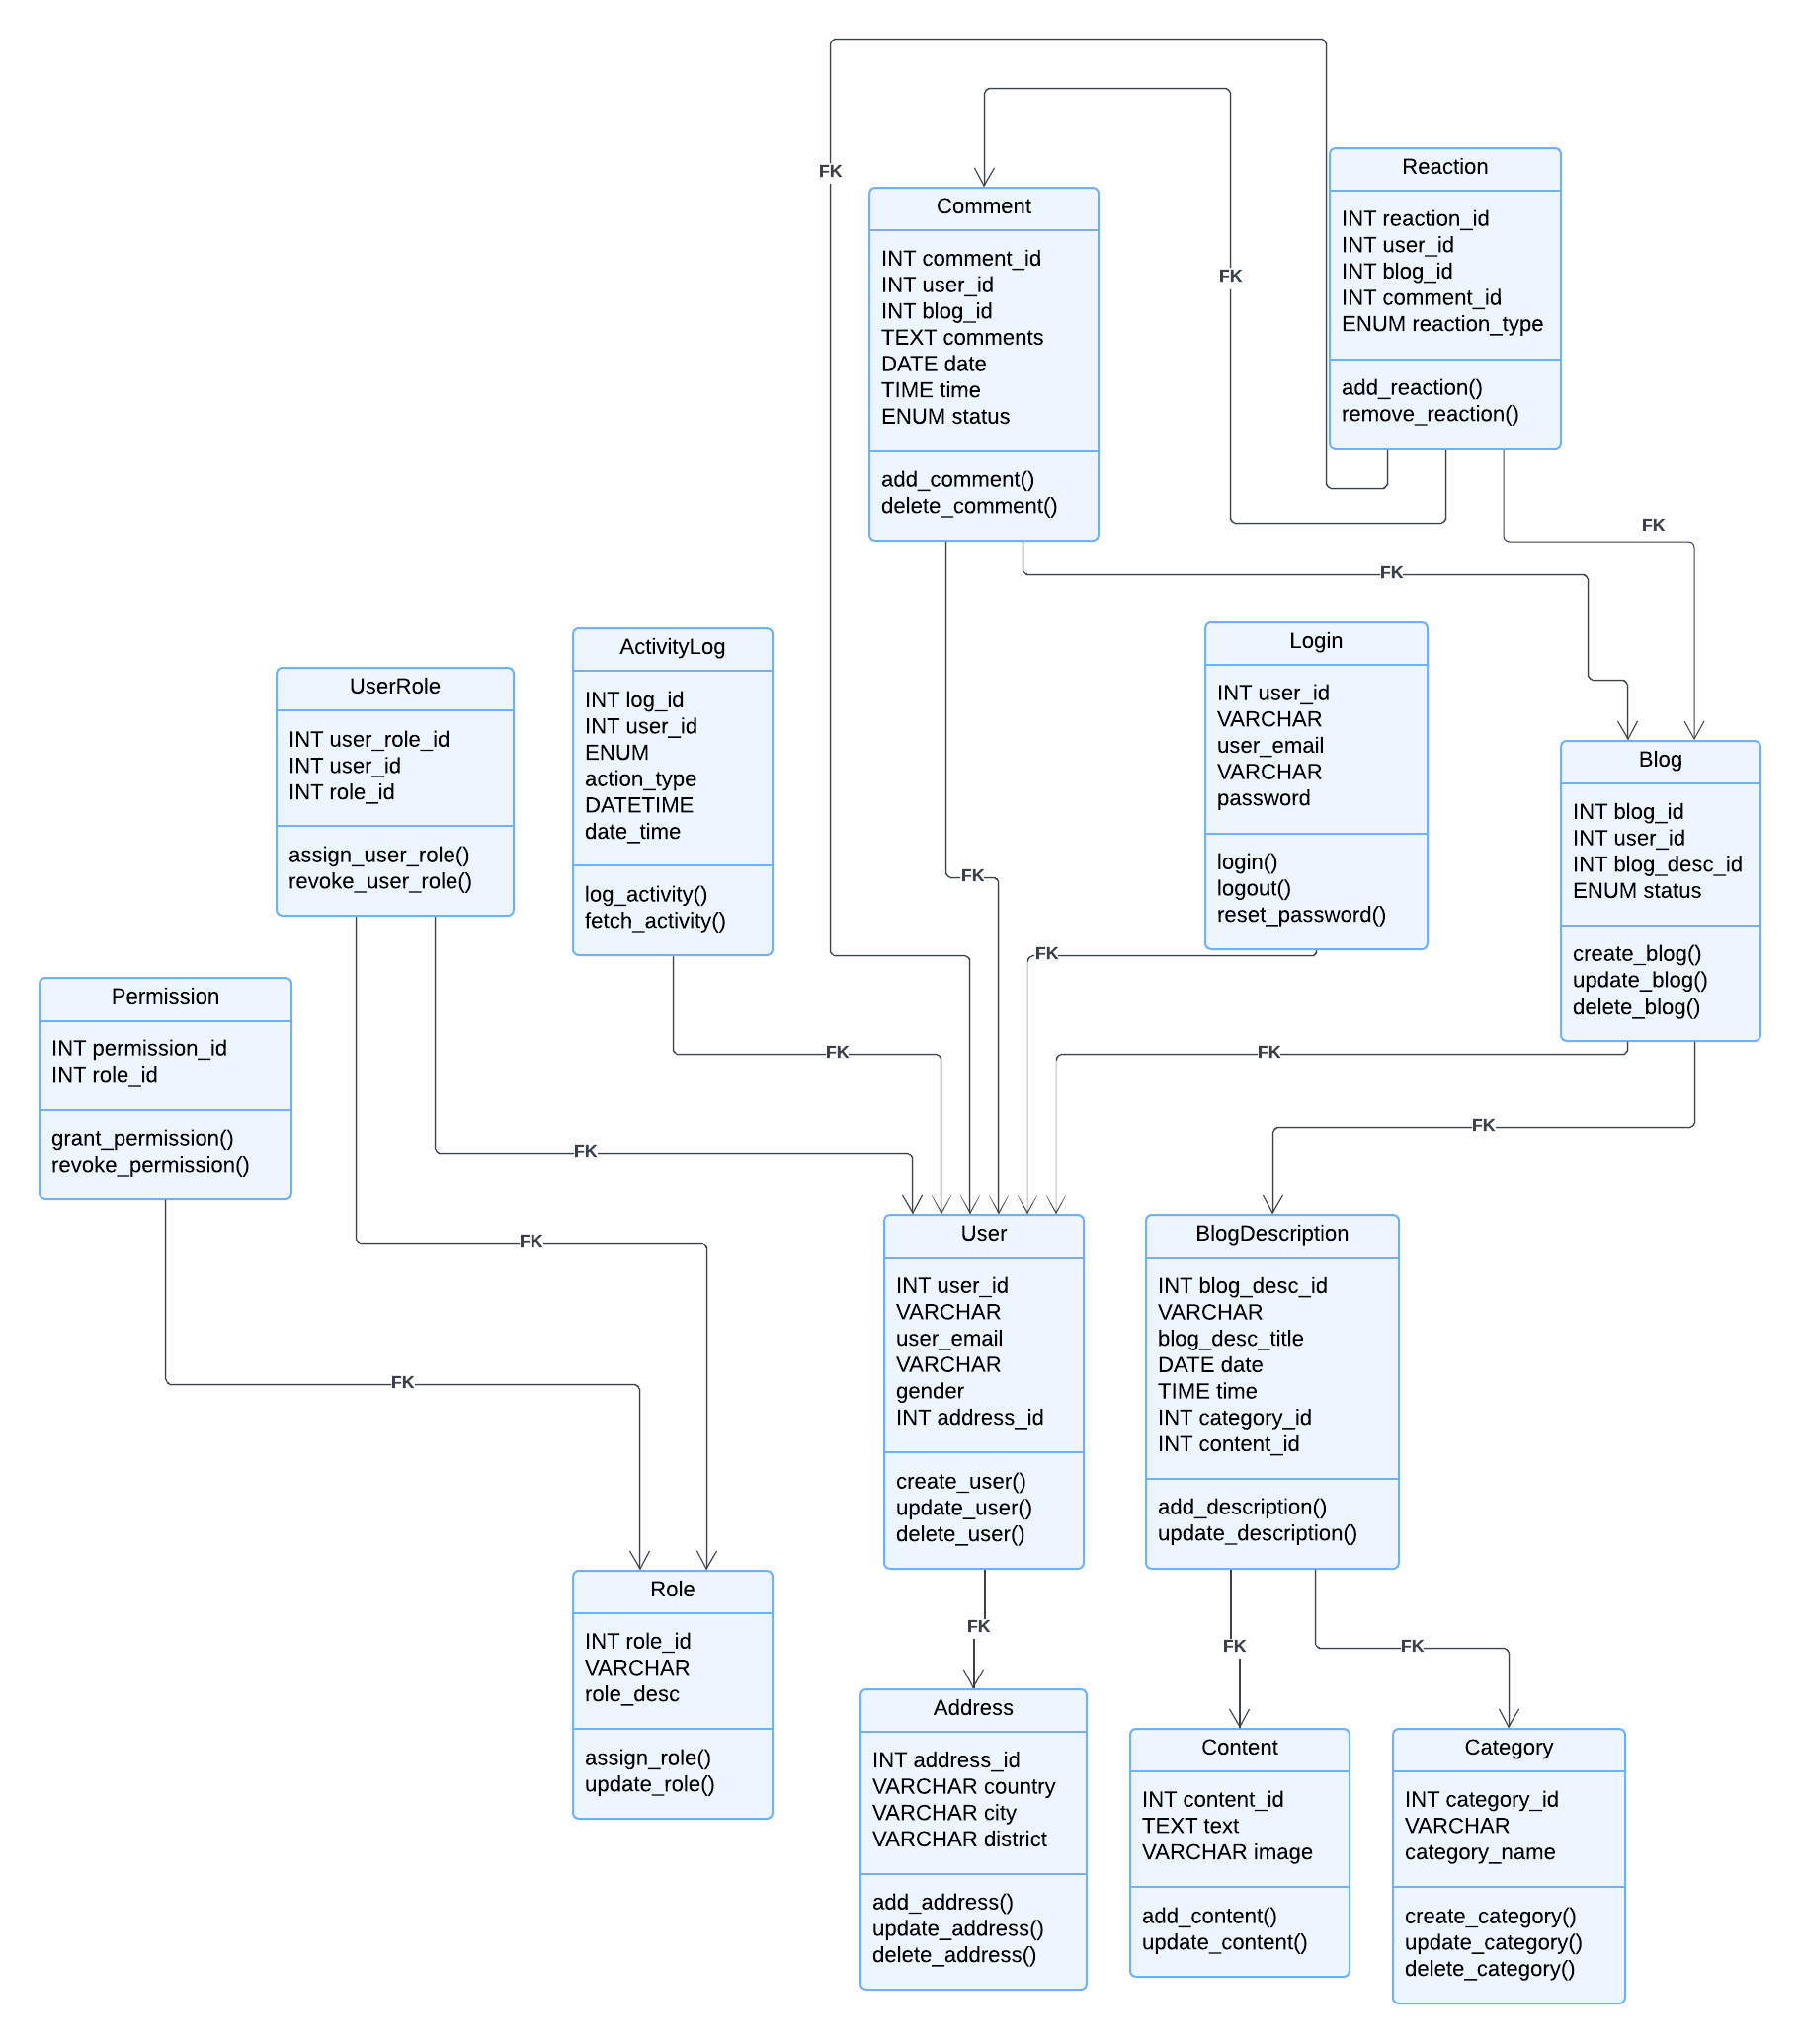 FK
Reaction
INT reaction_id
INT user_id
INT blog_id
INT comment_id
ENUM reaction_type
add_reaction()
remove_reaction()
Comment
INT comment_id
INT user_id
INT blog_id
TEXT comments
DATE date
TIME time
ENUM status
add_comment()
delete_comment()
FK
FK
FK
ActivityLog
INT log_id
INT user_id
ENUM
action_type
DATETIME
date_time
log_activity()
fetch_activity()
Login
INT user_id
VARCHAR
user_email
VARCHAR
password
login()
logout()
reset_password()
UserRole
INT user_role_id
INT user_id
INT role_id
assign_user_role()
revoke_user_role()
Blog
INT blog_id
INT user_id
INT blog_desc_id
ENUM status
create_blog()
update_blog()
delete_blog()
FK
FK
Permission
INT permission_id
INT role_id
grant_permission()
revoke_permission()
FK
FK
FK
FK
FK
User
INT user_id
VARCHAR
user_email
VARCHAR
gender
INT address_id
create_user()
update_user()
delete_user()
BlogDescription
INT blog_desc_id
VARCHAR
blog_desc_title
DATE date
TIME time
INT category_id
INT content_id
add_description()
update_description()
FK
Role
INT role_id
VARCHAR
role_desc
assign_role()
update_role()
FK
FK
FK
Address
INT address_id
VARCHAR country
VARCHAR city
VARCHAR district
add_address()
update_address()
delete_address()
Content
INT content_id
TEXT text
VARCHAR image
add_content()
update_content()
Category
INT category_id
VARCHAR
category_name
create_category()
update_category()
delete_category()